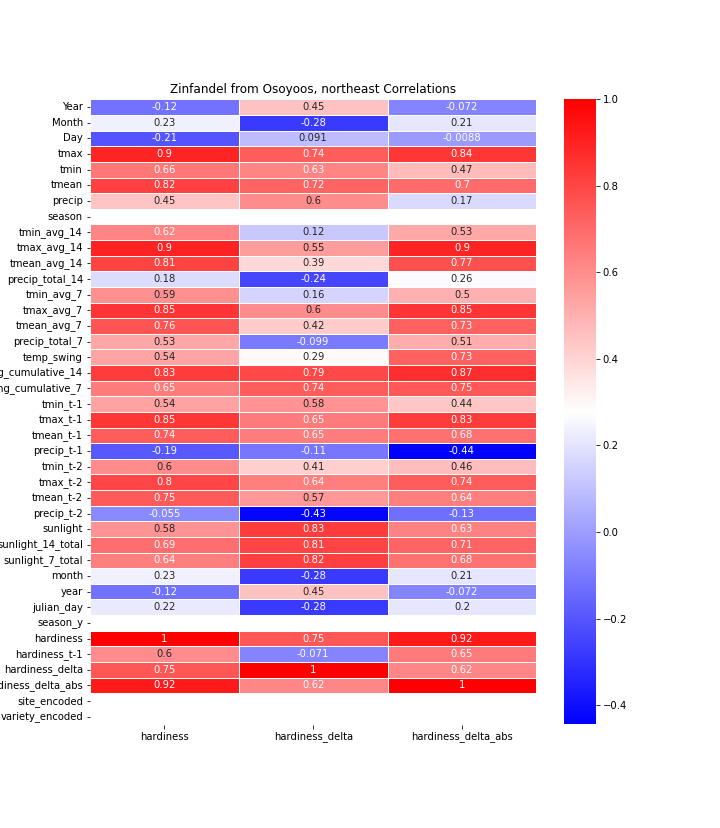 Zinfandel from Osoyoos, northeast Correlations
Year -0.12 0.45 -0.072
Month 0.23 -0.28 0.21
Day -0.21 0.091 -0.0088
tmax 0.9 0.74 0.84
tmin 0.66 0.63 0.47
tmean 0.82 0.72 0.7
precip 0.45 0.6 0.17
season
tmin_avg_14 0.62 0.12 0.53
tmax_avg_14 0.9 0.55 0.9
tmean_avg_14 0.81 0.39 0.77
precip_total_14 0.18 -0.24 0.26
tmin_avg_7 0.59 0.16 0.5
tmax_avg_7 0.85 0.6 0.85
tmean_avg_7 0.76 0.42 0.73
precip_total_7 0.53 -0.099 0.51
temp_swing 0.54 0.29 0.73
g_cumulative_14 0.83 0.79 0.87
ng_cumulative_7 0.65 0.74 0.75
tmin_t-1 0.54 0.58 0.44
tmax_t-1 0.85 0.65 0.83
tmean_t-1 0.74 0.65 0.68
precip_t-1 -0.19 -0.11 -0.44
tmin_t-2 0.6 0.41 0.46
tmax_t-2 0.8 0.64 0.74
tmean_t-2 0.75 0.57 0.64
precip_t-2 -0.055 -0.43 -0.13
sunlight 0.58 0.83 0.63
sunlight_14_total 0.69 0.81 0.71
sunlight_7_total 0.64 0.82 0.68
month 0.23 -0.28 0.21
year -0.12 0.45 -0.072
julian_day 0.22 -0.28 0.2
season_y
hardiness 1 0.75 0.92
hardiness_t-1 0.6 -0.071 0.65
hardiness_delta 0.75 1 0.62
diness_delta_abs 0.92 0.62 1
site_encoded
variety_encoded
hardiness hardiness_delta hardiness_delta_abs
1.0
0.8
0.6
0.4
0.2
0.0
−0.2
−0.4